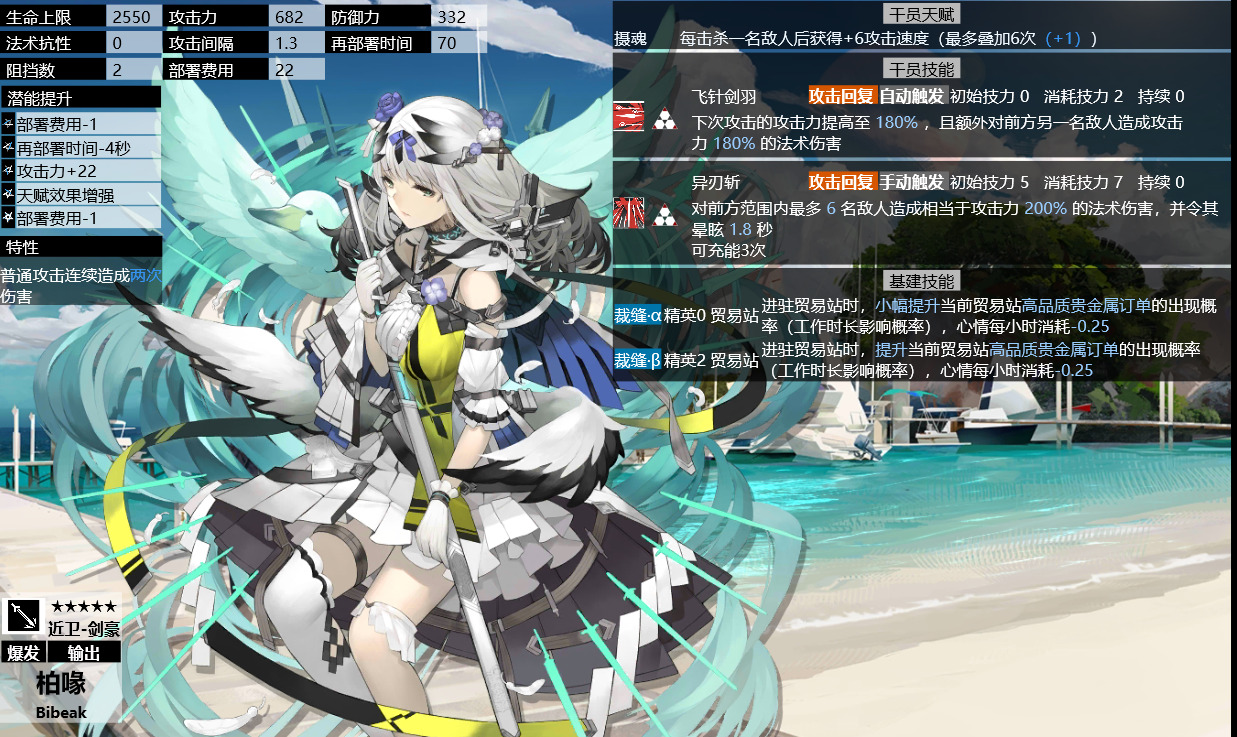 生命上限 2550 攻击力 682 防御力 332
法术抗性 0 攻击间隔 1.3 再部署时间 70
阻挡数 2 部署费用 22
潜能提升
部署费用-1
再部署时间-4秒
攻击力+22
天赋效果增强
部署费用-1
特性
普通攻击连续造成两次
伤害
★★★★★
近卫-剑豪
爆发 输出
柏喙
Bibeak
干员天赋
摄魂 每击杀一名敌人后获得+6攻击速度（最多叠加6次（+1））
干员技能
飞针剑羽 攻击回复 自动触发 初始技力 0 消耗技力 2 持续 0
下次攻击的攻击力提高至 180% ，且额外对前方另一名敌人造成攻击
力 180% 的法术伤害
异刃斩 攻击回复 手动触发 初始技力 5 消耗技力 7 持续 0
对前方范围内最多 6 名敌人造成相当于攻击力 200% 的法术伤害，并令其
晕眩 1.8 秒
可充能3次
基建技能
裁缝·α 精英0 贸易站 进驻贸易站时，小幅提升当前贸易站高品质贵金属订单的出现概
率（工作时长影响概率），心情每小时消耗-0.25
裁缝·β 精英2 贸易站 进驻贸易站时，提升当前贸易站高品质贵金属订单的出现概率
（工作时长影响概率），心情每小时消耗-0.25